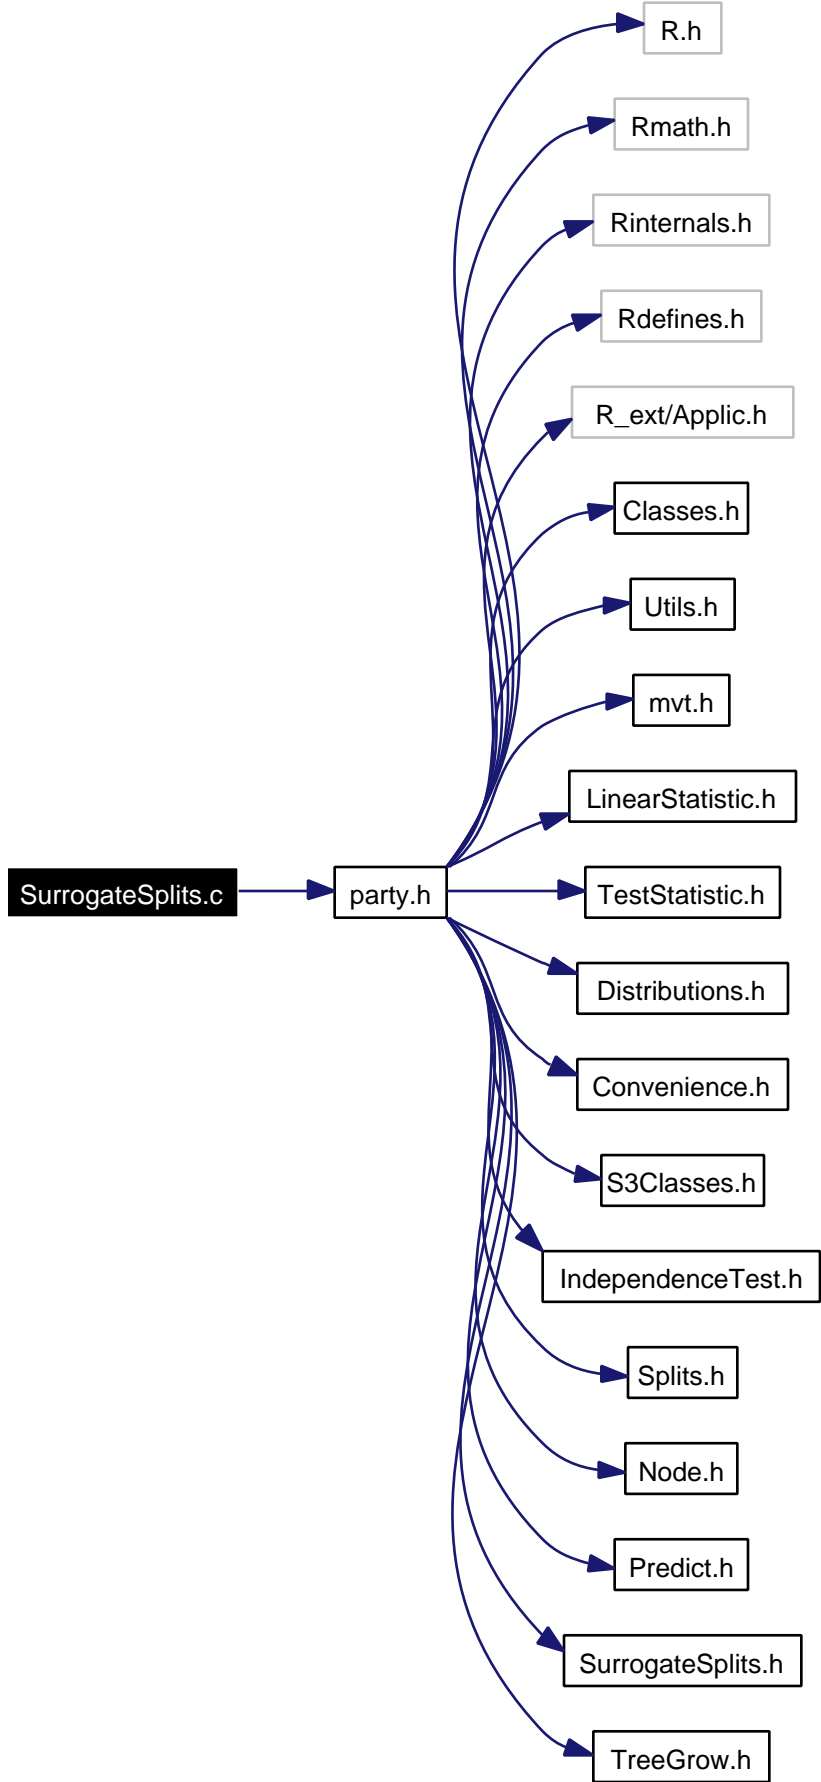 R.h
Rmath.h
Rinternals.h
Rdefines.h
R_ext/Applic.h
Classes.h
Utils.h
mvt.h
LinearStatistic.h
SurrogateSplits.c
party.h
TestStatistic.h
Distributions.h
Convenience.h
S3Classes.h
IndependenceTest.h
Splits.h
Node.h
Predict.h
SurrogateSplits.h
TreeGrow.h